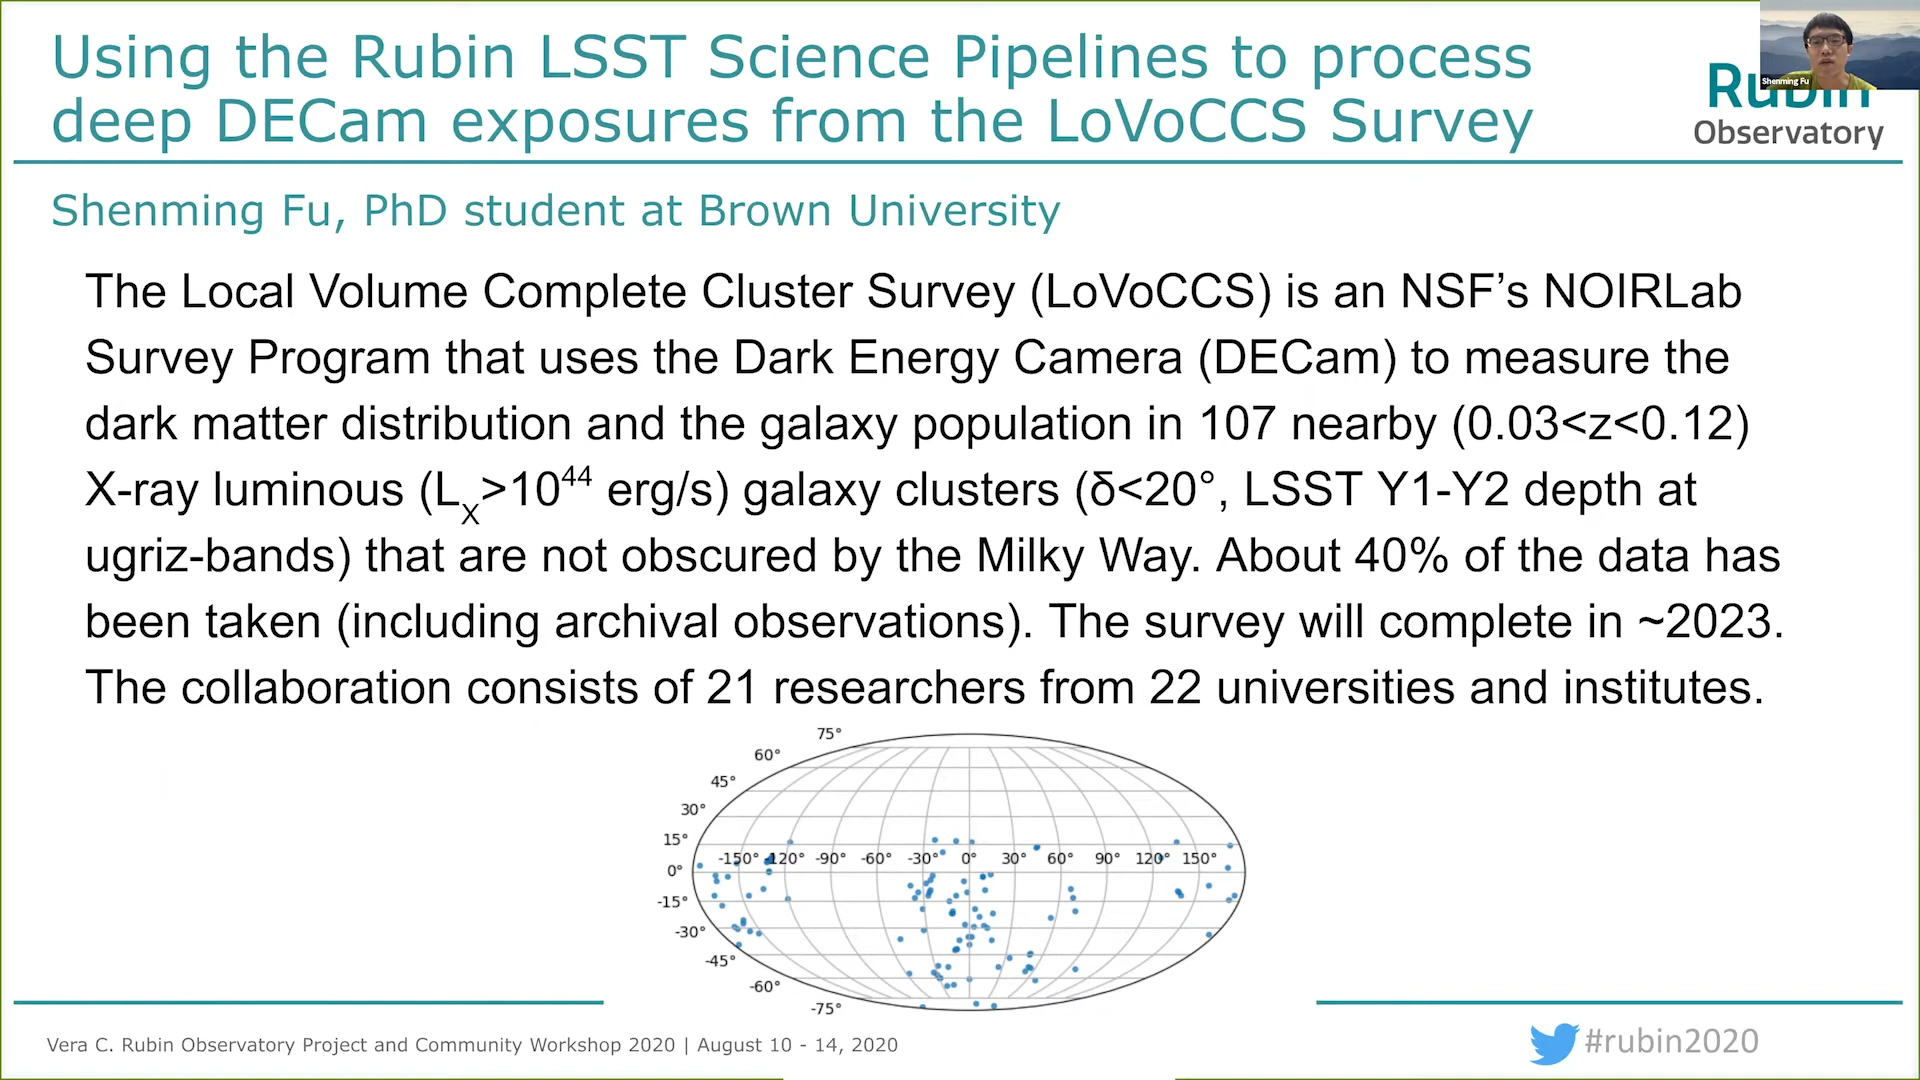 Using the Rubin LSST Science Pipelines to process
deep DECam exposures from the LoVoCCS Survey
Shenming Fu
Rubin
Observatory
Shenming Fu, PhD student at Brown University
The Local Volume Complete Cluster Survey (LoVoCCS) is an NSF’s NOIRLab
Survey Program that uses the Dark Energy Camera (DECam) to measure the
dark matter distribution and the galaxy population in 107 nearby (0.03<z<0.12)
X-ray luminous (L_X>10^44 erg/s) galaxy clusters (δ<20°, LSST Y1-Y2 depth at
ugriz-bands) that are not obscured by the Milky Way. About 40% of the data has
been taken (including archival observations). The survey will complete in ~2023.
The collaboration consists of 21 researchers from 22 universities and institutes.
75°
60°
45°
30°
15°
-150° -120° -90° -60° -30° 0° 30° 60° 90° 120° 150°
0°
-15°
-30°
-45°
-60°
-75°
Vera C. Rubin Observatory Project and Community Workshop 2020 | August 10 - 14, 2020
#rubin2020